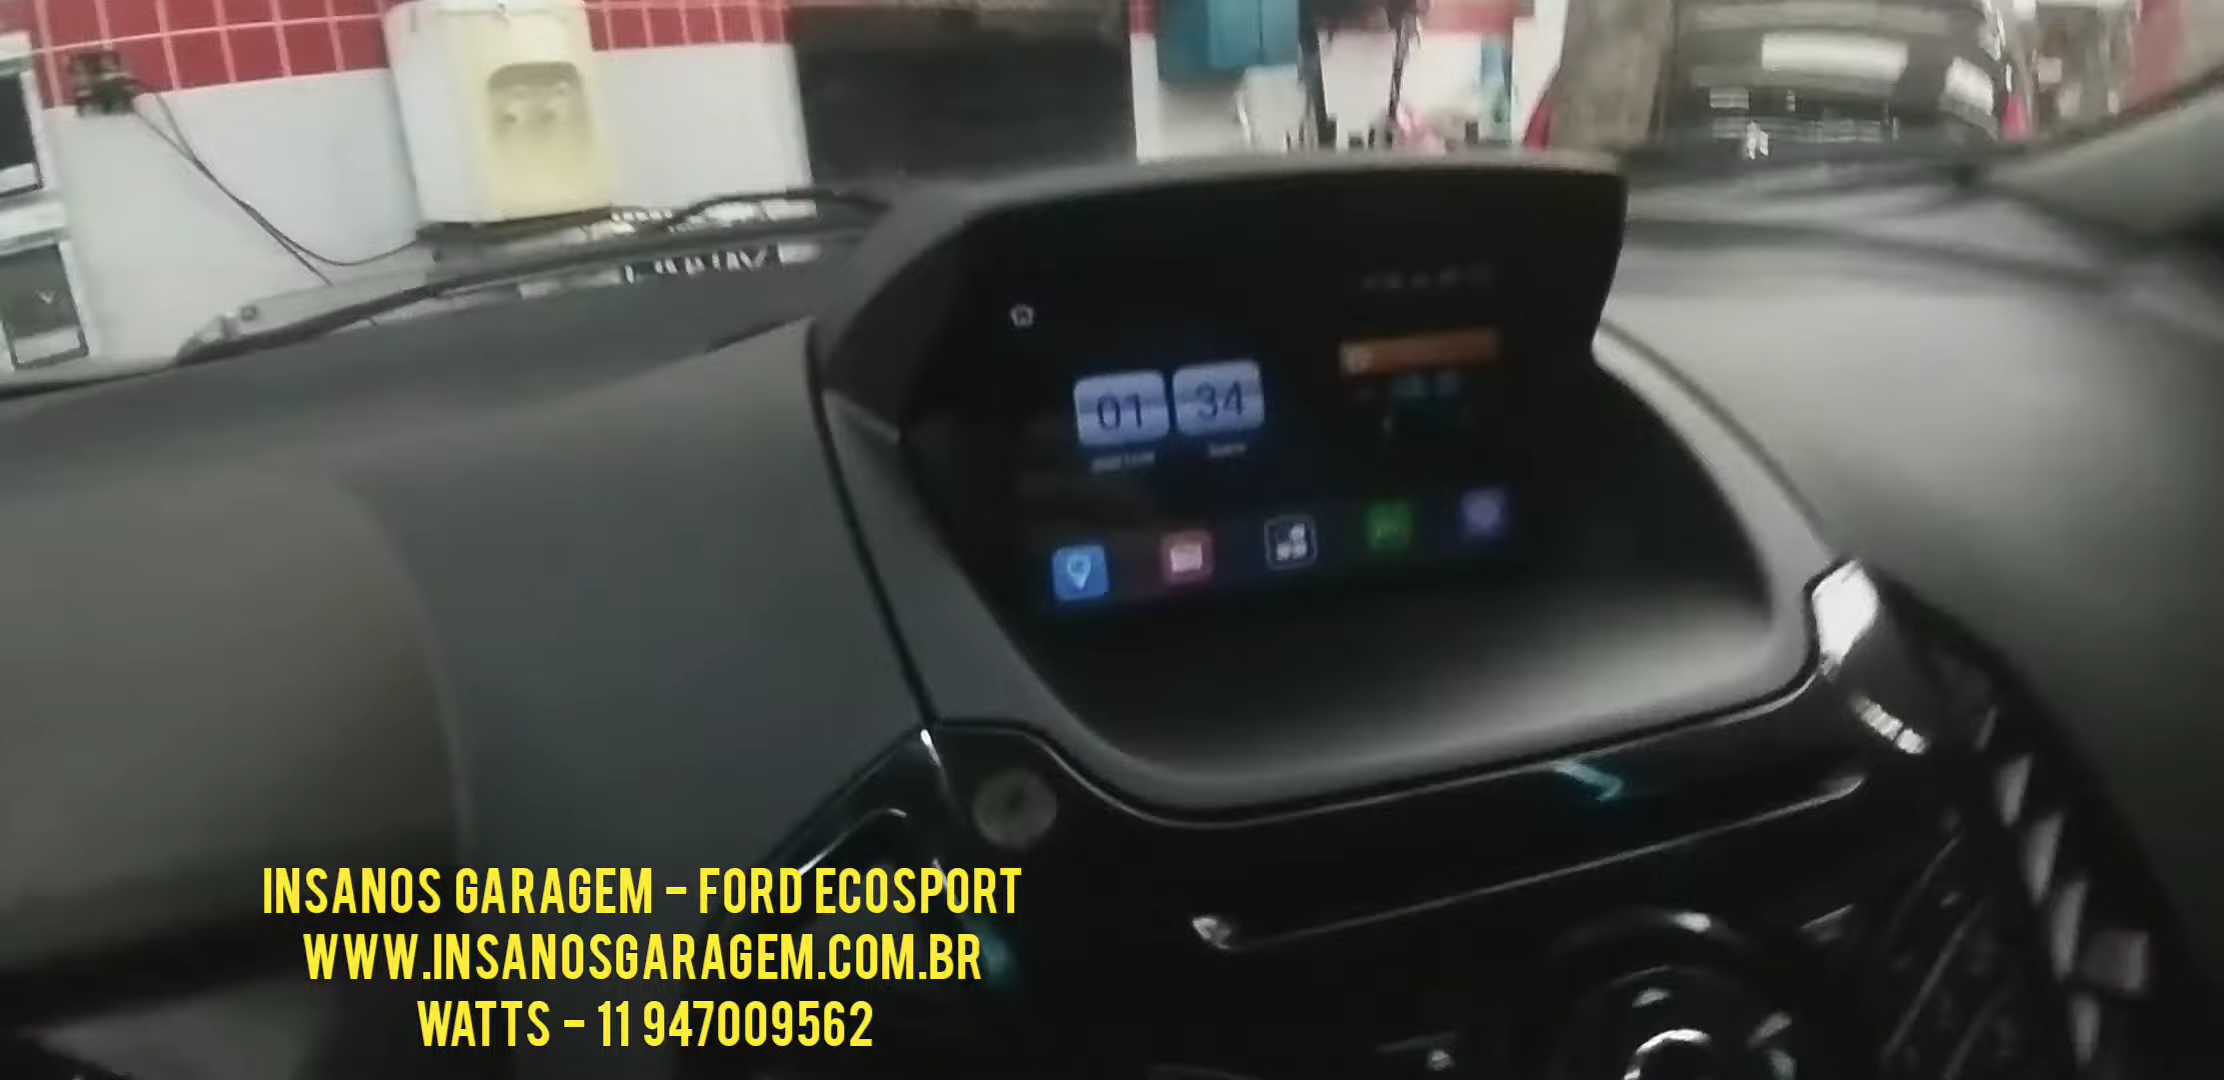 01 34
INSANOS GARAGEM - FORD ECOSPORT
WWW.INSANOSGARAGEM.COM.BR
WATTS - 11 947009562